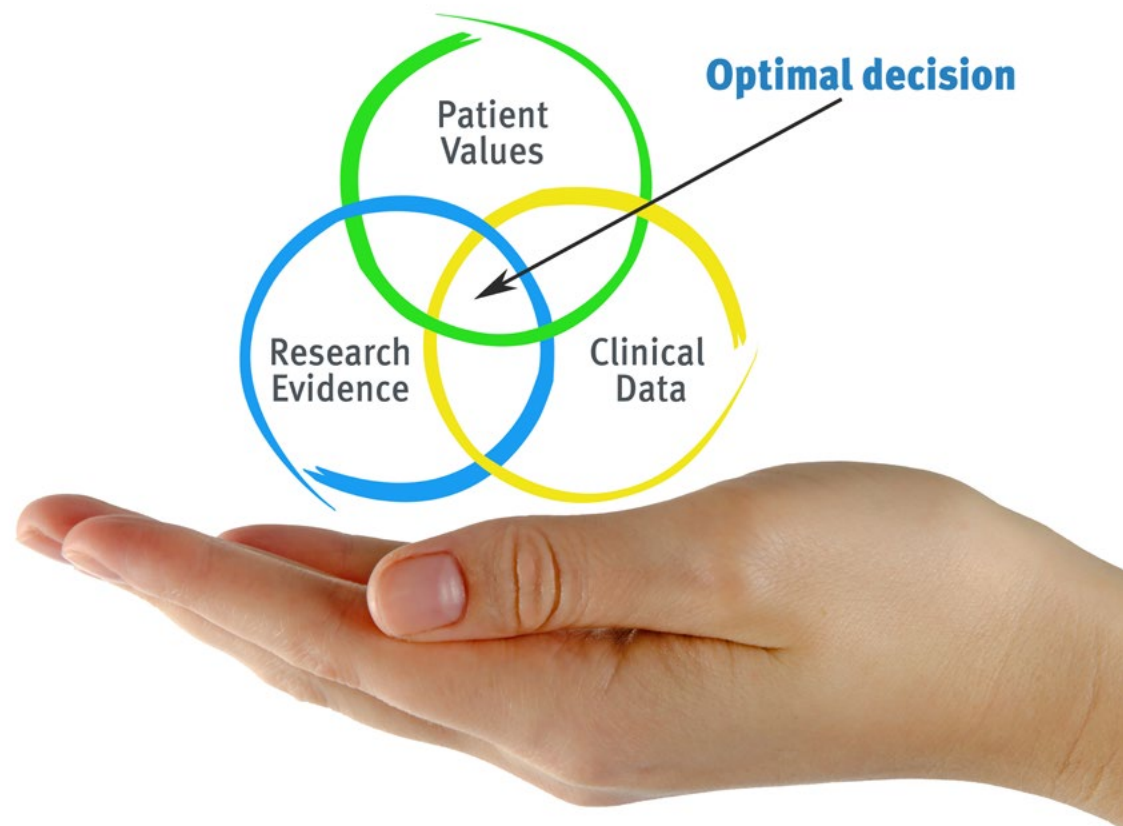 Optimal decision
Patient
Values
Research
Evidence
Clinical
Data